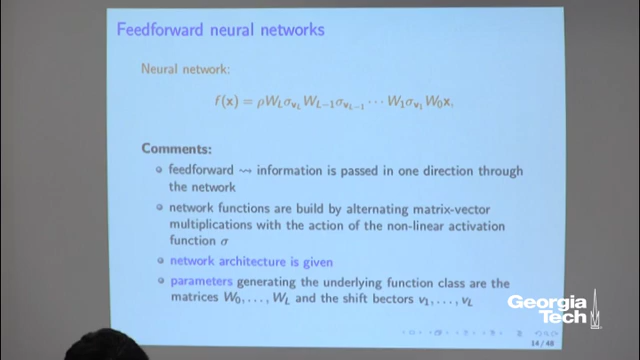 Feedforward neural networks
Neural network:
f(x) = ρW_Lσ_{v_L}W_{L−1}σ_{v_{L−1}} ⋯ W_1σ_{v_1}W_0x,
Comments:
feedforward ⇝ information is passed in one direction through
the network
network functions are build by alternating matrix-vector
multiplications with the action of the non-linear activation
function σ
network architecture is given
parameters generating the underlying function class are the
matrices W_0, . . . , W_L and the shift bectors v_1, . . . , v_L
Georgia
Tech
14 / 48